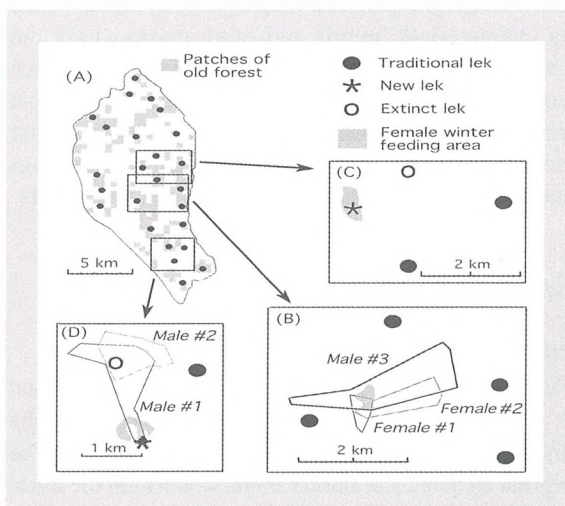 (A)
Patches of
old forest
5 km
Traditional lek
New lek
Extinct lek
Female winter
feeding area
(C)
2 km
(D)
Male #2
Male #1
1 km
(B)
Male #3
Female #2
Female #1
2 km